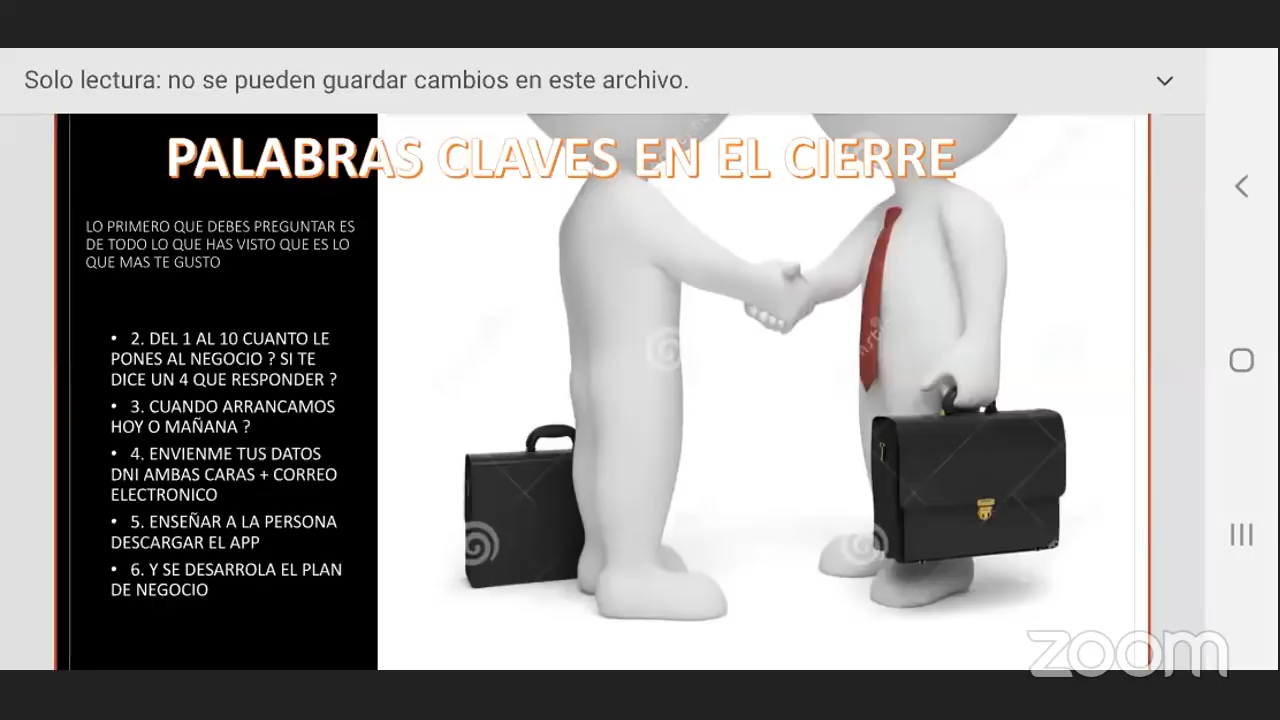 Solo lectura: no se pueden guardar cambios en este archivo.
PALABRAS CLAVES EN EL CIERRE
LO PRIMERO QUE DEBES PREGUNTAR ES
DE TODO LO QUE HAS VISTO QUE ES LO
QUE MAS TE GUSTO
• 2. DEL 1 AL 10 CUANTO LE
PONES AL NEGOCIO ? SI TE
DICE UN 4 QUE RESPONDER ?
• 3. CUANDO ARRANCAMOS
HOY O MAÑANA ?
• 4. ENVIENME TUS DATOS
DNI AMBAS CARAS + CORREO
ELECTRONICO
• 5. ENSEÑAR A LA PERSONA
DESCARGAR EL APP
• 6. Y SE DESARROLA EL PLAN
DE NEGOCIO
zoom